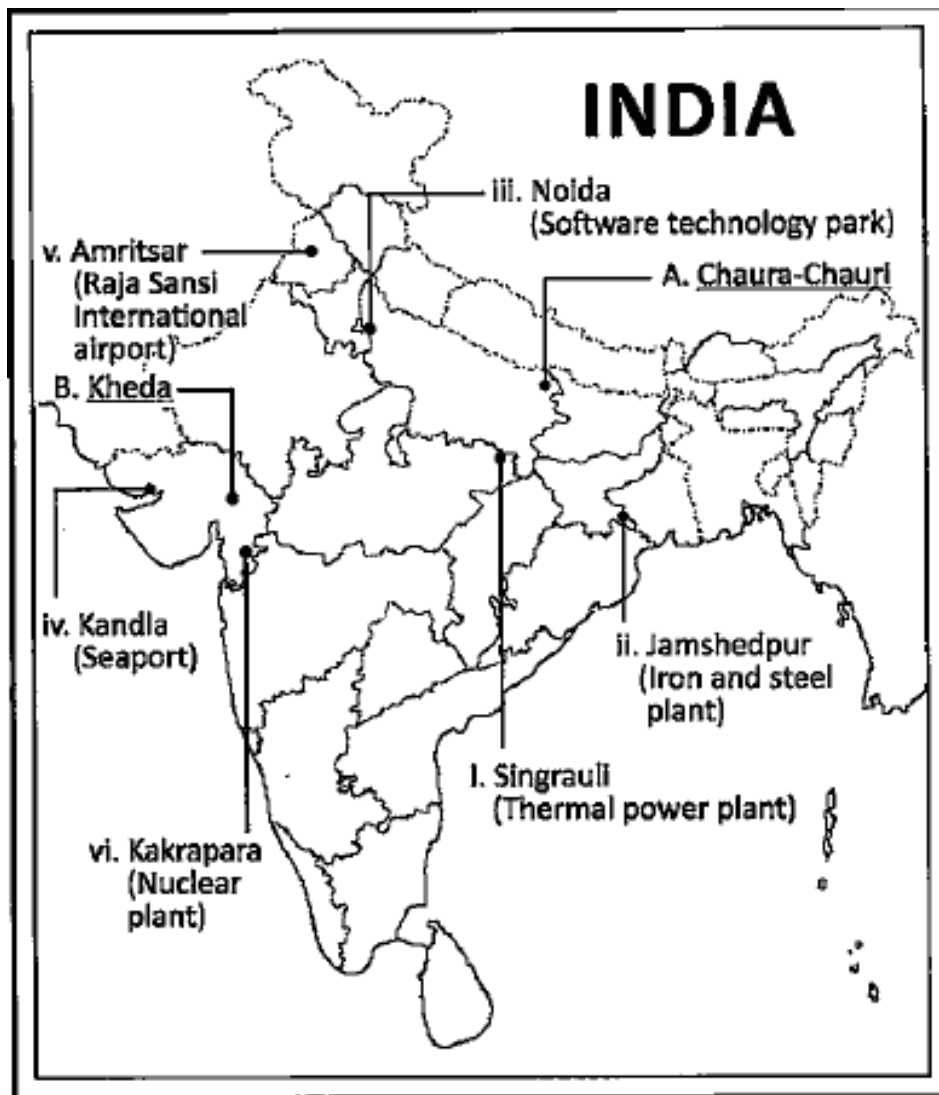 INDIA
iii. Noida
(Software technology park)
v. Amritsar
(Raja Sansi
International
airport)
A. Chaura-Chauri
B. Kheda
iv. Kandla
(Seaport)
ii. Jamshedpur
(Iron and steel
plant)
i. Singrauli
(Thermal power plant)
vi. Kakrapara
(Nuclear
plant)